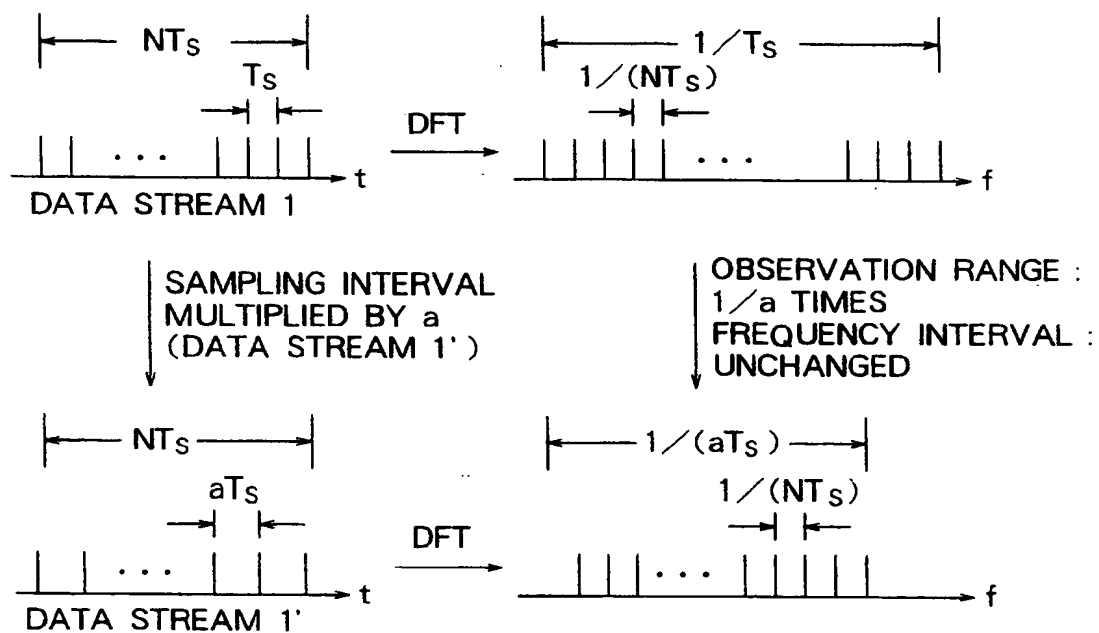 NTS
1/TS
TS
1/(NTS)
DFT
...
...
t
f
DATA STREAM 1
SAMPLING INTERVAL
MULTIPLIED BY a
(DATA STREAM 1')
OBSERVATION RANGE :
1/a TIMES
FREQUENCY INTERVAL :
UNCHANGED
NTS
1/(aTS)
aTS
1/(NTS)
DFT
...
...
t
f
DATA STREAM 1'